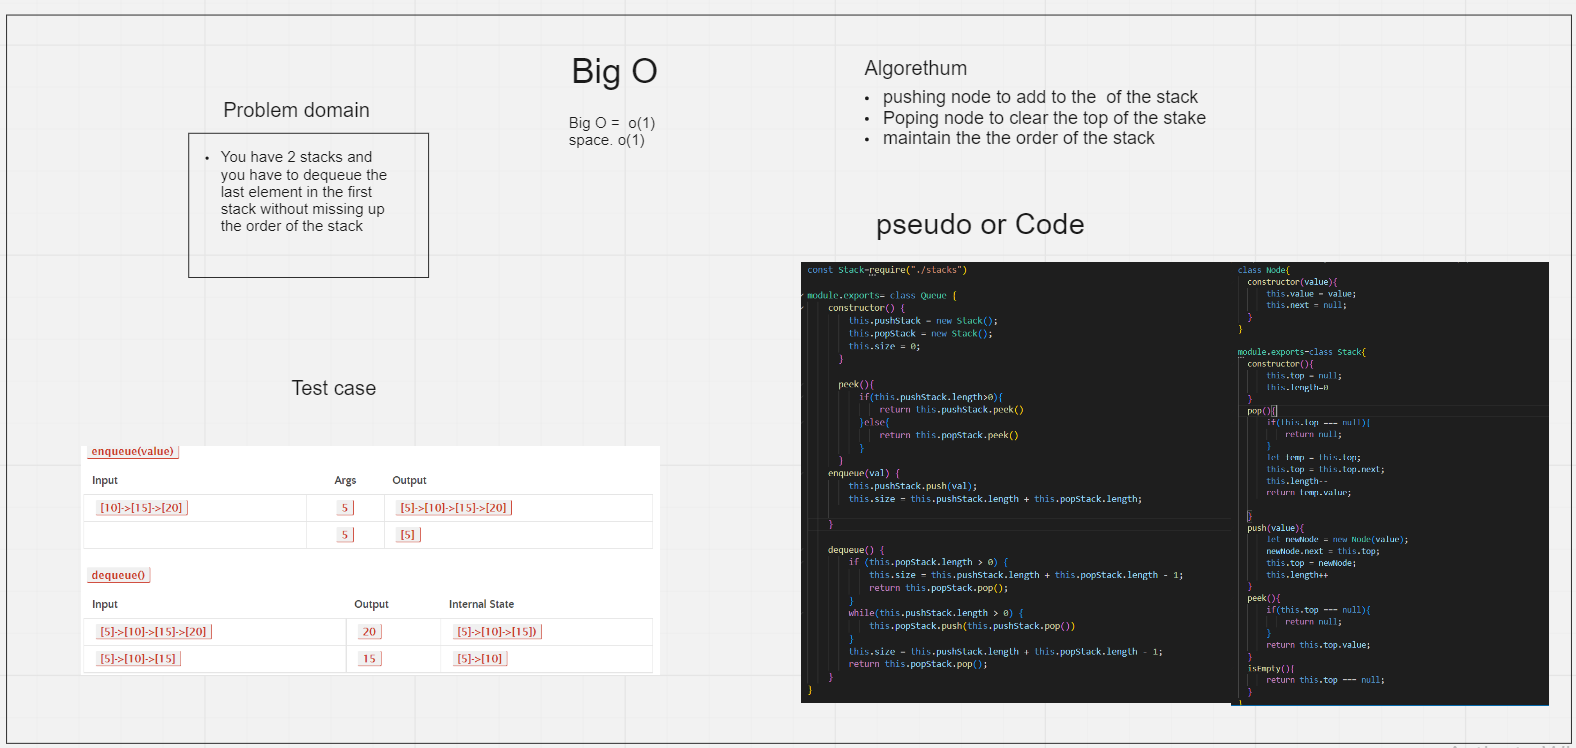 Problem domain
• You have 2 stacks and
you have to dequeue the
last element in the first
stack without missing up
the order of the stack
Big O
Big O =  o(1)
space. o(1)
Algorethum
• pushing node to add to the  of the stack
• Poping node to clear the top of the stake
• maintain the the order of the stack
Test case
enqueue(value)
Input Args Output
[10]->[15]->[20] 5 [5]->[10]->[15]->[20]
5 [5]
dequeue()
Input Output Internal State
[5]->[10]->[15]->[20] 20 [5]->[10]->[15])
[5]->[10]->[15] 15 [5]->[10]
pseudo or Code
const Stack=require("./stacks")
module.exports= class Queue {
constructor() {
this.pushStack = new Stack();
this.popStack = new Stack();
this.size = 0;
}
peek(){
if(this.pushStack.length>0){
return this.pushStack.peek()
}else{
return this.popStack.peek()
}
}
enqueue(val) {
this.pushStack.push(val);
this.size = this.pushStack.length + this.popStack.length;
}
dequeue() {
if (this.popStack.length > 0) {
this.size = this.pushStack.length + this.popStack.length - 1;
return this.popStack.pop();
}
while(this.pushStack.length > 0) {
this.popStack.push(this.pushStack.pop())
}
this.size = this.pushStack.length + this.popStack.length - 1;
return this.popStack.pop();
}
}
class Node{
constructor(value){
this.value = value;
this.next = null;
}
}
module.exports=class Stack{
constructor(){
this.top = null;
this.length=0
}
pop(){
if(this.top === null){
return null;
}
let temp = this.top;
this.top = this.top.next;
this.length--
return temp.value;
}
push(value){
let newNode = new Node(value);
newNode.next = this.top;
this.top = newNode;
this.length++
}
peek(){
if(this.top === null){
return null;
}
return this.top.value;
}
isEmpty(){
return this.top === null;
}
}